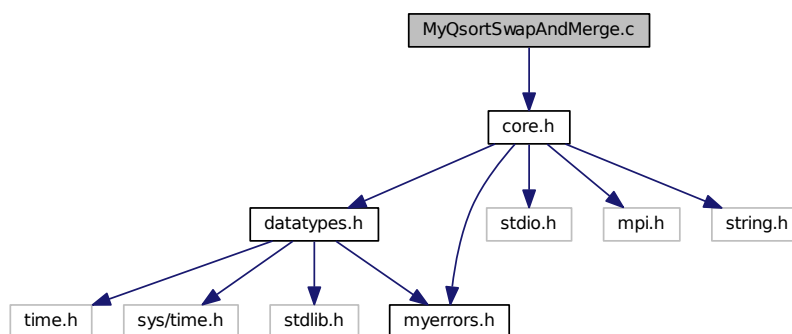 MyQsortSwapAndMerge.c
core.h
datatypes.h
stdio.h
mpi.h
string.h
time.h
sys/time.h
stdlib.h
myerrors.h